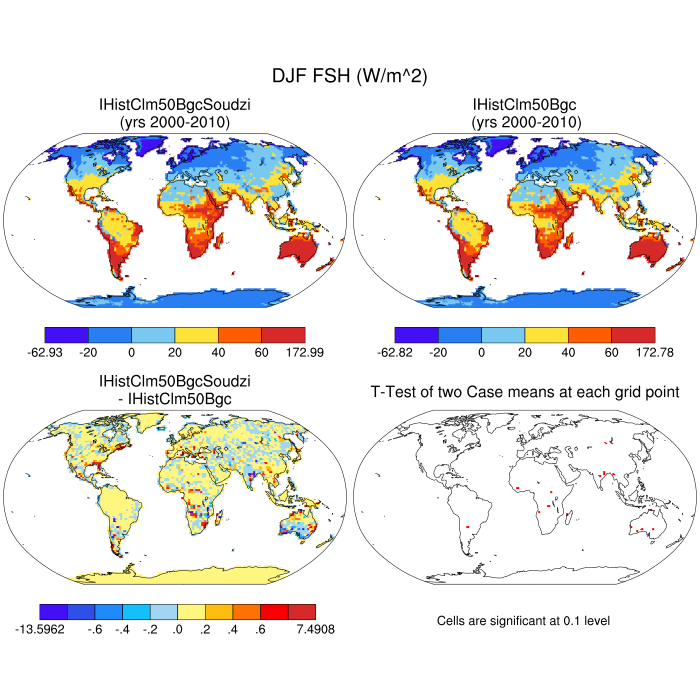 DJF FSH (W/m^2)
IHistClm50BgcSoudzi
(yrs 2000-2010)
IHistClm50Bgc
(yrs 2000-2010)
-62.93 -20 0 20 40 60 172.99
-62.82 -20 0 20 40 60 172.78
IHistClm50BgcSoudzi
- IHistClm50Bgc
T-Test of two Case means at each grid point
-13.5962 -.6 -.4 -.2 .0 .2 .4 .6 7.4908
Cells are significant at 0.1 level